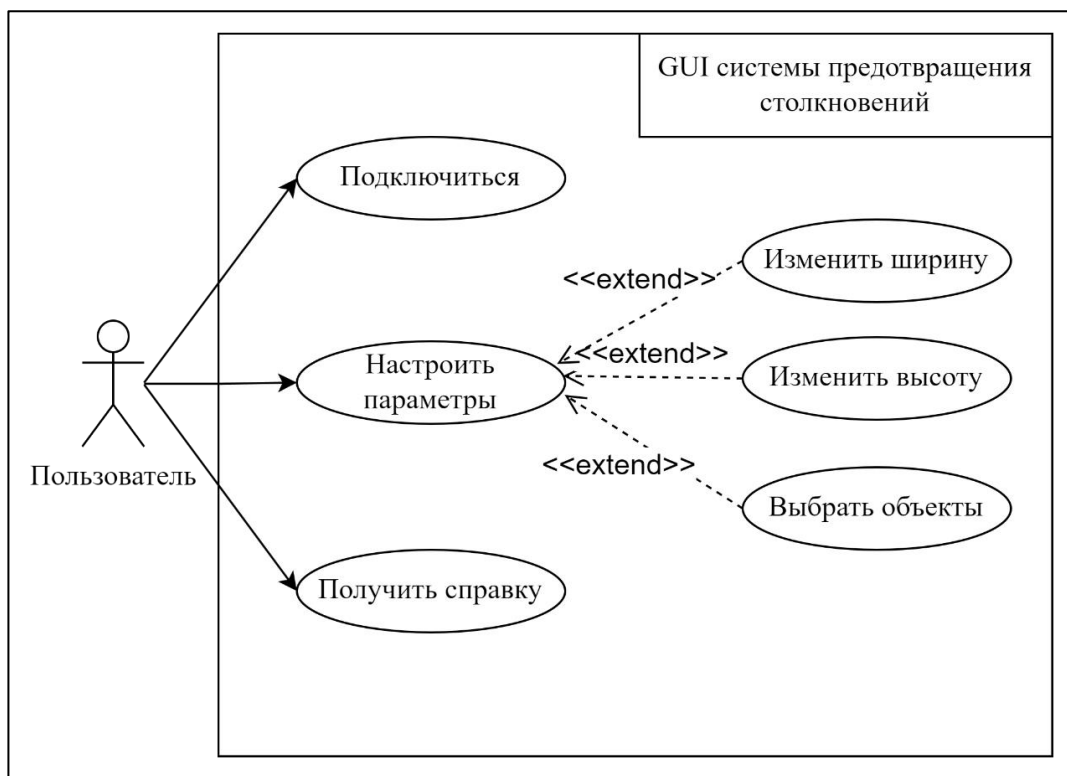 GUI системы предотвращения
столкновений
Подключиться
Изменить ширину
<<extend>>
<<extend>>
Настроить
параметры
Изменить высоту
<<extend>>
Пользователь
Выбрать объекты
Получить справку